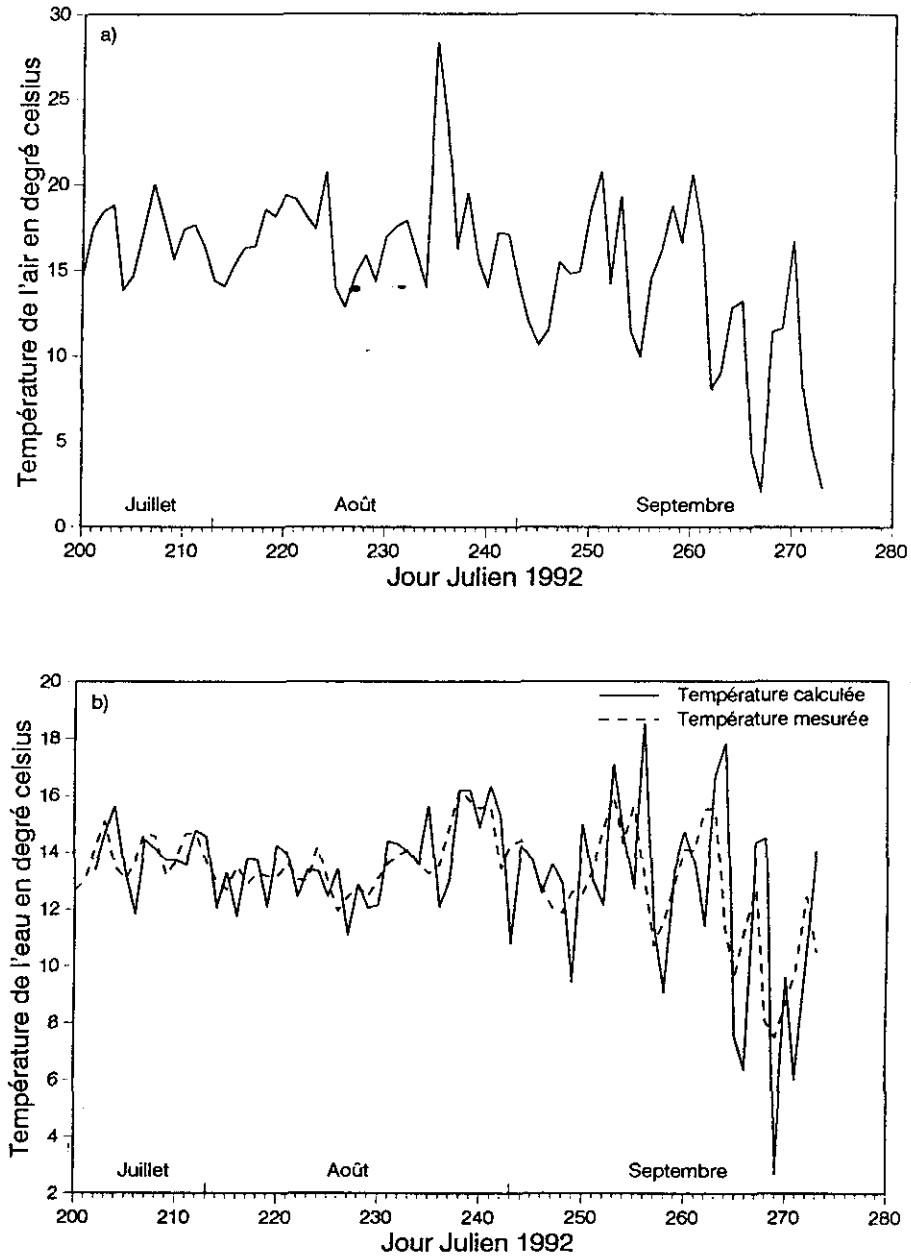 30
a)
25
20
15
10
5
0
Température de l'air en degré celsius
Juillet
Août
Septembre
200
210
220
230
240
250
260
270
280
Jour Julien 1992
20
b)
18
16
14
12
10
8
6
4
2
Température de l'eau en degré celsius
Température calculée
Température mesurée
Juillet
Août
Septembre
200
210
220
230
240
250
260
270
280
Jour Julien 1992